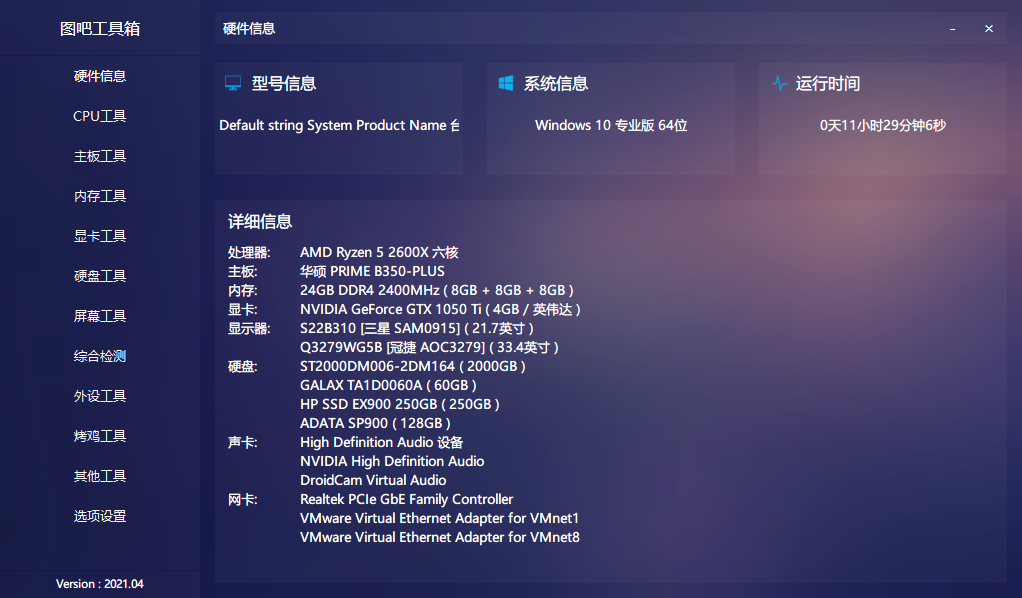 图吧工具箱
硬件信息
CPU工具
主板工具
内存工具
显卡工具
硬盘工具
屏幕工具
综合检测
外设工具
烤鸡工具
其他工具
选项设置
Version : 2021.04
硬件信息
型号信息
Default string System Product Name 台
系统信息
Windows 10 专业版 64位
运行时间
0天11小时29分钟6秒
详细信息
处理器: AMD Ryzen 5 2600X 六核
主板: 华硕 PRIME B350-PLUS
内存: 24GB DDR4 2400MHz ( 8GB + 8GB + 8GB )
显卡: NVIDIA GeForce GTX 1050 Ti ( 4GB / 英伟达 )
显示器: S22B310 [三星 SAM0915] ( 21.7英寸 )
Q3279WG5B [冠捷 AOC3279] ( 33.4英寸 )
硬盘: ST2000DM006-2DM164 ( 2000GB )
GALAX TA1D0060A ( 60GB )
HP SSD EX900 250GB ( 250GB )
ADATA SP900 ( 128GB )
声卡: High Definition Audio 设备
NVIDIA High Definition Audio
DroidCam Virtual Audio
网卡: Realtek PCIe GbE Family Controller
VMware Virtual Ethernet Adapter for VMnet1
VMware Virtual Ethernet Adapter for VMnet8